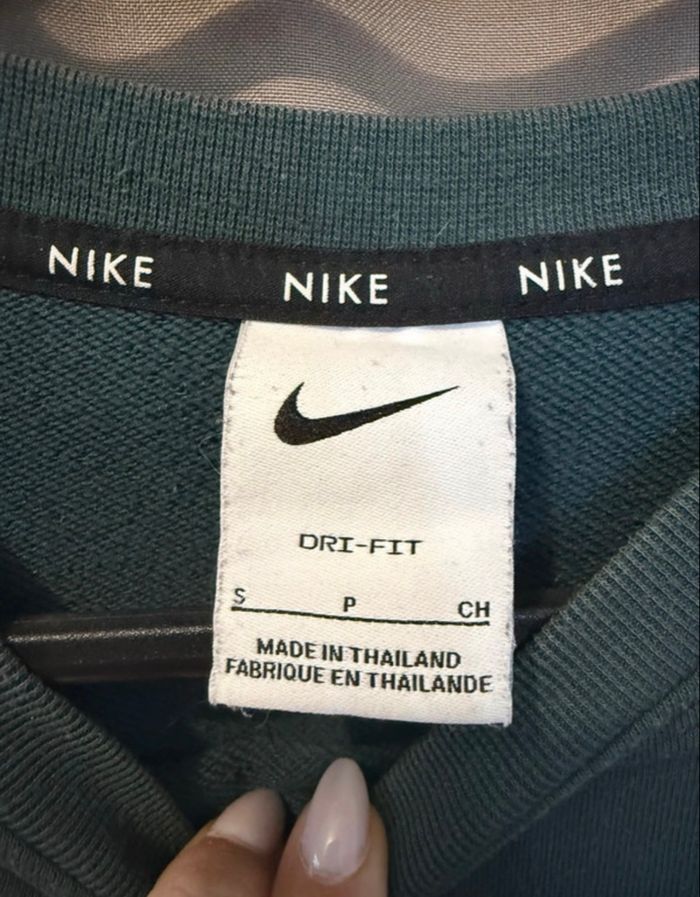 NIKE NIKE NIKE
DRI-FIT
S P CH
MADE IN THAILAND
FABRIQUE EN THAILANDE